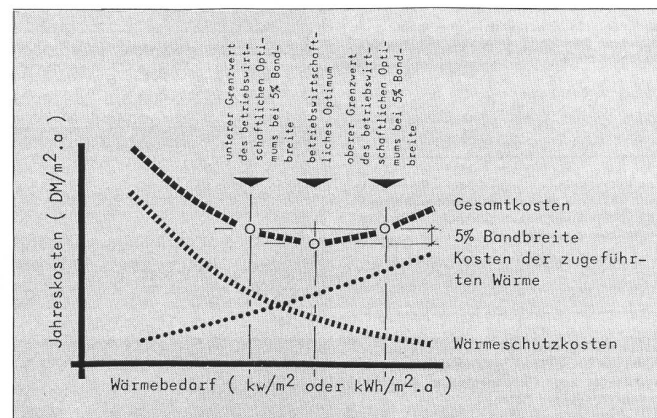 unterer Grenzwert
des betriebswirt-
schaftlichen Opti-
mums bei 5% Band-
breite
betriebswirtschaft-
liches Optimum
oberer Grenzwert
des betriebswirt-
schaftlichen Opti-
mums bei 5% Band-
breite
Jahreskosten ( DM/m².a )
Gesamtkosten
5% Bandbreite
Kosten der zugeführ-
ten Wärme
Wärmeschutzkosten
Wärmebedarf ( kw/m² oder kWh/m².a )